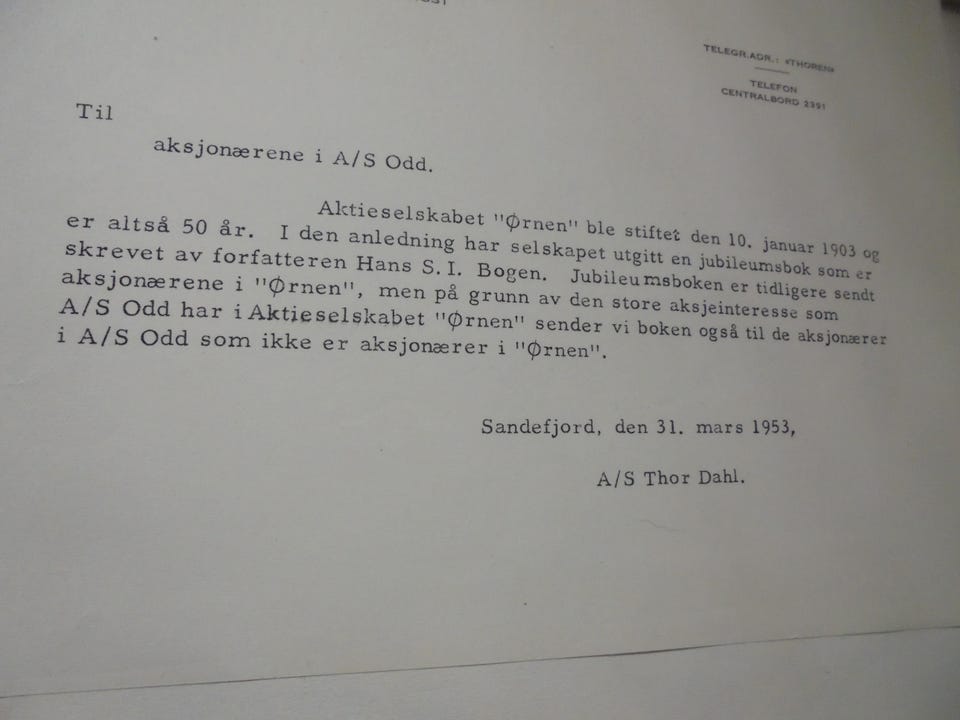 TELEGR.ADR.: «THOREN»
TELEFON
CENTRALBORD 2391
Til
aksjonærene i A/S Odd.
Aktieselskabet "Ørnen" ble stiftet den 10. januar 1903 og
er altså 50 år. I den anledning har selskapet utgitt en jubileumsbok som er
skrevet av forfatteren Hans S. I. Bogen. Jubileumsboken er tidligere sendt
aksjonærene i "Ørnen", men på grunn av den store aksjeinteresse som
A/S Odd har i Aktieselskabet "Ørnen" sender vi boken også til de aksjonærer
i A/S Odd som ikke er aksjonærer i "Ørnen".
Sandefjord, den 31. mars 1953,
A/S Thor Dahl.